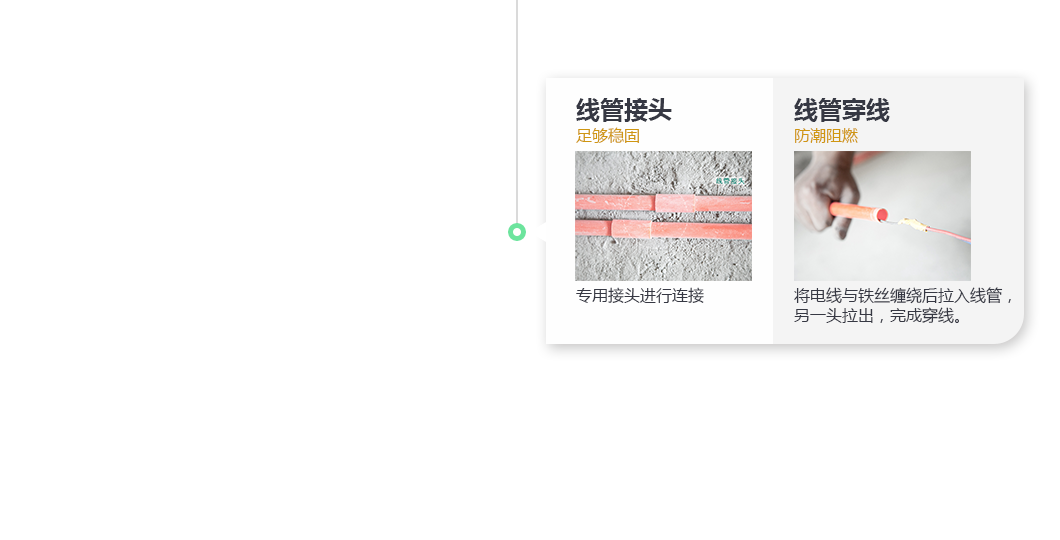 线管接头
足够稳固
线管接头
专用接头进行连接
线管穿线
防潮阻燃
将电线与铁丝缠绕后拉入线管，
另一头拉出，完成穿线。